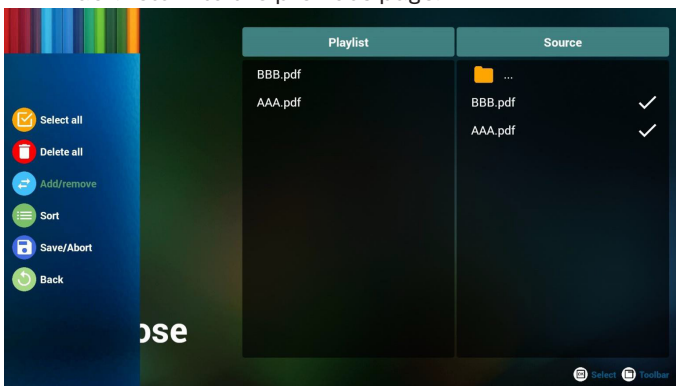 Playlist
Source
BBB.pdf
AAA.pdf
...
BBB.pdf
AAA.pdf
Select all
Delete all
Add/remove
Sort
Save/Abort
Back
ose
Select
Toolbar